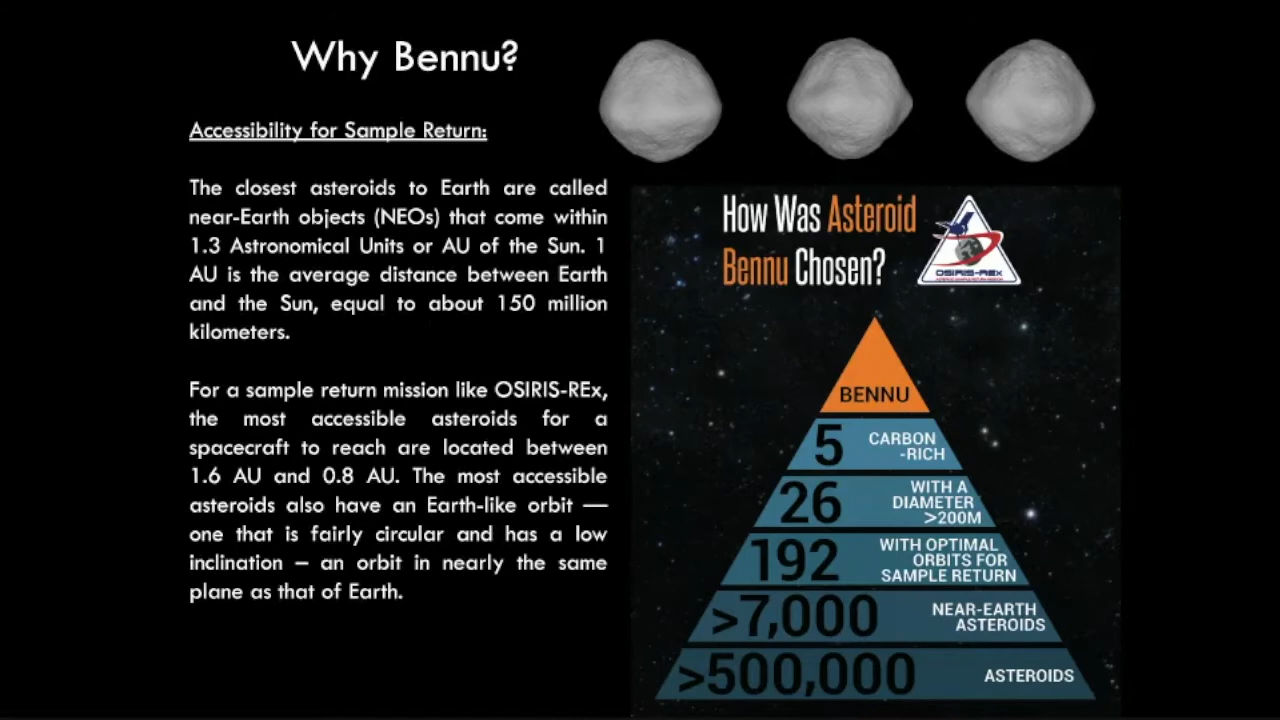 Why Bennu?
Accessibility for Sample Return:
The closest asteroids to Earth are called
near-Earth objects (NEOs) that come within
1.3 Astronomical Units or AU of the Sun. 1
AU is the average distance between Earth
and the Sun, equal to about 150 million
kilometers.
For a sample return mission like OSIRIS-REx,
the most accessible asteroids for a
spacecraft to reach are located between
1.6 AU and 0.8 AU. The most accessible
asteroids also have an Earth-like orbit —
one that is fairly circular and has a low
inclination – an orbit in nearly the same
plane as that of Earth.
How Was Asteroid
Bennu Chosen?
OSIRIS-REx
BENNU
5 CARBON
-RICH
26 WITH A
DIAMETER
>200M
192 WITH OPTIMAL
ORBITS FOR
SAMPLE RETURN
>7,000 NEAR-EARTH
ASTEROIDS
>500,000 ASTEROIDS